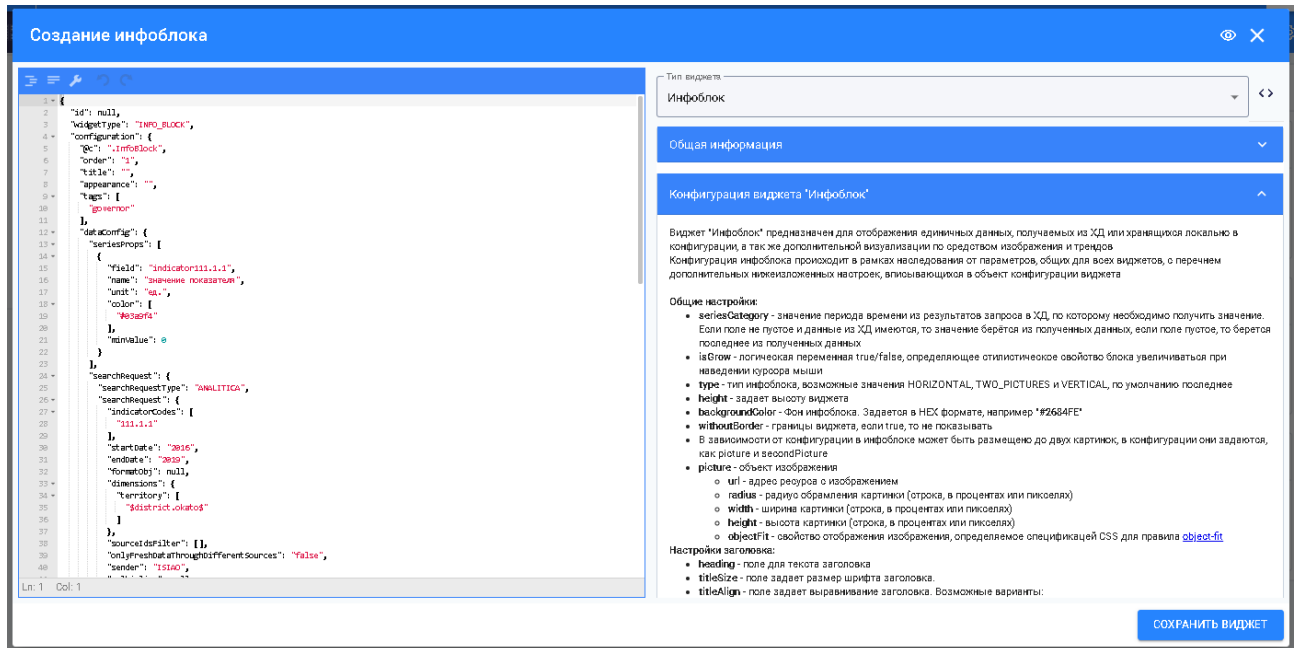 Создание инфоблока
1 {
2 "id": null,
3 "widgetType": "INFO_BLOCK",
4 "configuration": {
5 "@c": ".InfoBlock",
6 "order": "1",
7 "title": "",
8 "appearance": "",
9 "tags": [
10 "governor"
11 ],
12 "dataConfig": {
13 "seriesProps": [
14 {
15 "field": "indicator111.1.1",
16 "name": "значение показателя",
17 "unit": "ед.",
18 "color": [
19 "#03a9f4"
20 ],
21 "minValue": 0
22 }
23 ],
24 "searchRequest": {
25 "searchRequestType": "ANALITICA",
26 "searchRequest": {
27 "indicatorCodes": [
28 "111.1.1"
29 ],
30 "startDate": "2016",
31 "endDate": "2019",
32 "formatObj": null,
33 "dimensions": {
34 "territory": [
35 "$district.okato$"
36 ]
37 },
38 "sourceIdsFilter": [],
39 "onlyFreshDataThroughDifferentSources": "false",
40 "sender": "ISIAO",
Ln: 1 Col: 1
Тип виджета
Инфоблок
Общая информация
Конфигурация виджета "Инфоблок"
Виджет "Инфоблок" предназначен для отображения единичных данных, получаемых из ХД или хранящихся локально в
конфигурации, а так же дополнительной визуализации по средством изображения и трендов
Конфигурация инфоблока происходит в рамках наследования от параметров, общих для всех виджетов, с перечнем
дополнительных нижеизложенных настроек, вписывающихся в объект конфигурации виджета
Общие настройки:
• seriesCategory - значение периода времени из результатов запроса в ХД, по которому необходимо получить значение.
Если поле не пустое и данные из ХД имеются, то значение берётся из полученных данных, если поле пустое, то берется
последнее из полученных данных
• isGrow - логическая переменная true/false, определяющее стилистическое свойство блока увеличиваться при
наведении курсора мыши
• type - тип инфоблока, возможные значения HORIZONTAL, TWO_PICTURES и VERTICAL, по умолчанию последнее
• height - задает высоту виджета
• backgroundColor - Фон инфоблока. Задается в HEX формате, например "#2684FE"
• withoutBorder - границы виджета, если true, то не показывать
• В зависимости от конфигурации в инфоблоке может быть размещено до двух картинок, в конфигурации они задаются,
как picture и secondPicture
• picture - объект изображения
○ url - адрес ресурса с изображением
○ radius - радиус обрамления картинки (строка, в процентах или пикселях)
○ width - ширина картинки (строка, в процентах или пикселях)
○ height - высота картинки (строка, в процентах или пикселях)
○ objectFit - свойство отображения изображения, определяемое спецификацией CSS для правила object-fit
Настройки заголовка:
• heading - поле для текста заголовка
• titleSize - поле задает размер шрифта заголовка.
• titleAlign - поле задает выравнивание заголовка. Возможные варианты:
СОХРАНИТЬ ВИДЖЕТ